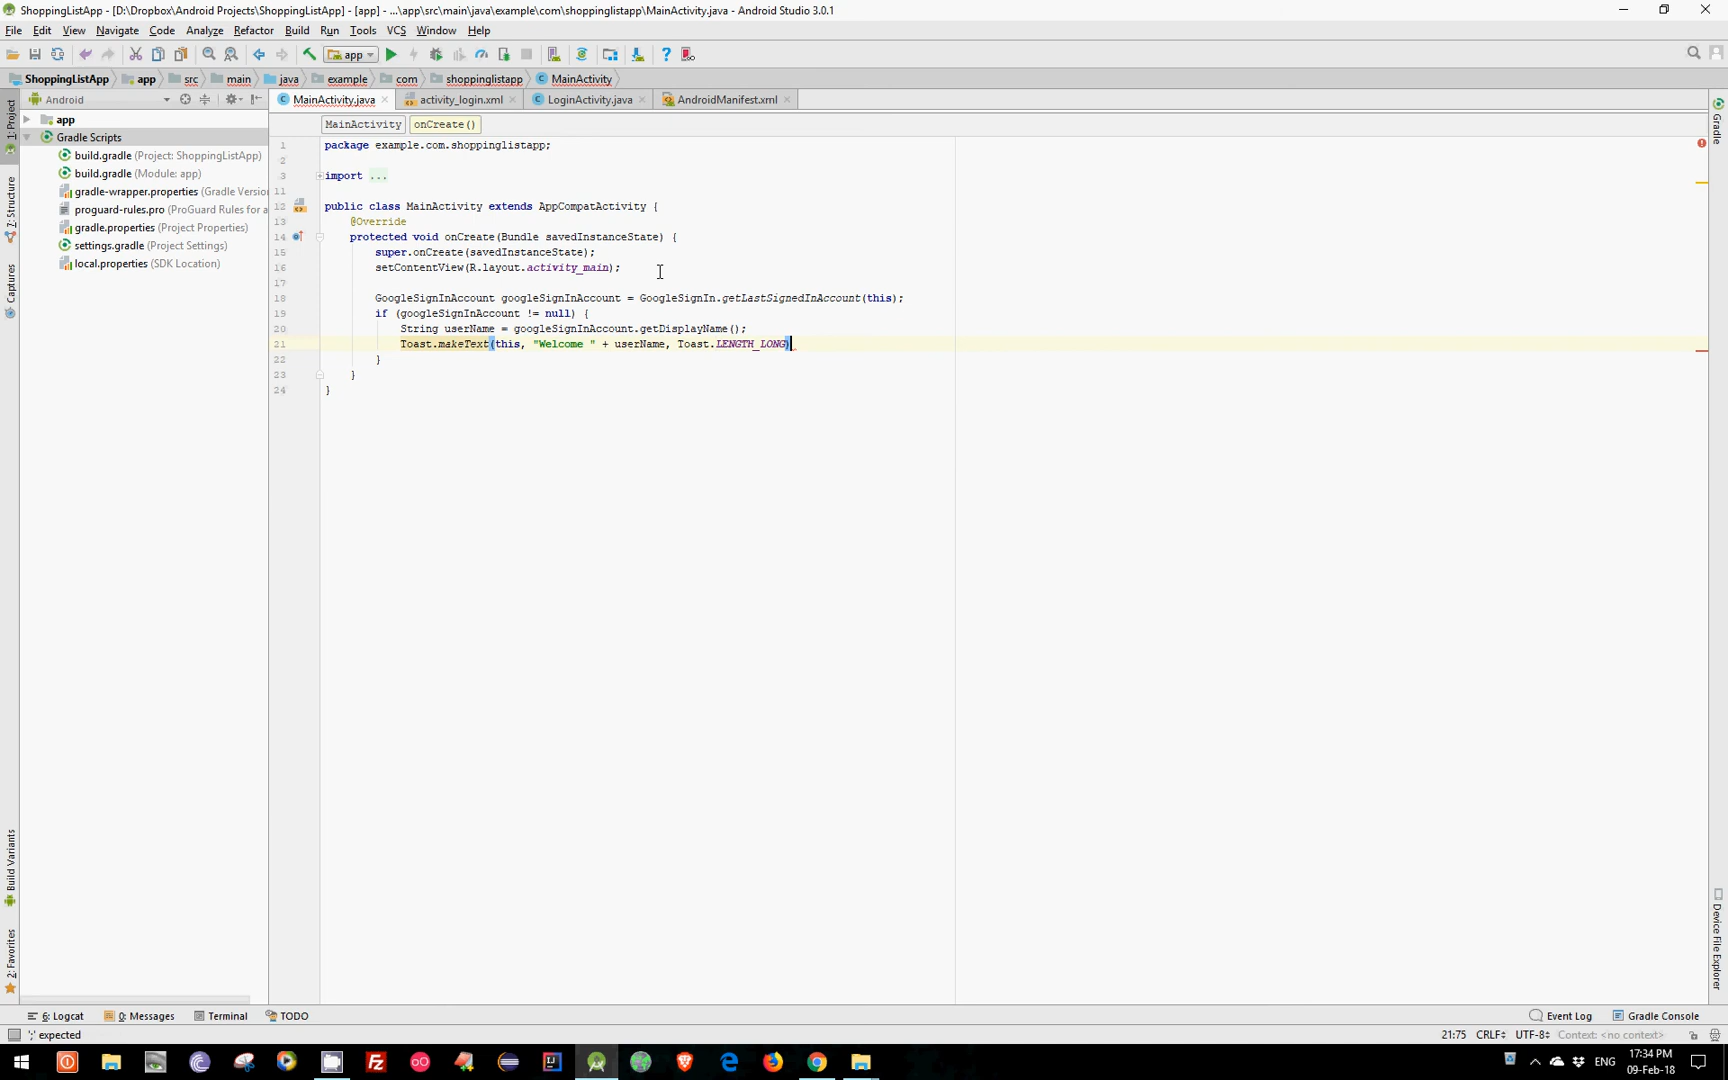 ShoppingListApp - [D:\Dropbox\Android Projects\ShoppingListApp] - [app] - ...\app\src\main\java\example\com\shoppinglistapp\MainActivity.java - Android Studio 3.0.1
File Edit View Navigate Code Analyze Refactor Build Run Tools VCS Window Help
app
ShoppingListApp app src main java example com shoppinglistapp MainActivity
Android MainActivity.java activity_login.xml LoginActivity.java AndroidManifest.xml
MainActivity onCreate()
app
Gradle Scripts
build.gradle (Project: ShoppingListApp)
build.gradle (Module: app)
gradle-wrapper.properties (Gradle Version
proguard-rules.pro (ProGuard Rules for a
gradle.properties (Project Properties)
settings.gradle (Project Settings)
local.properties (SDK Location)
1: Project
7: Structure
Captures
Build Variants
2: Favorites
1 package example.com.shoppinglistapp;
2
3 import ...
11
12 public class MainActivity extends AppCompatActivity {
13 @Override
14 protected void onCreate(Bundle savedInstanceState) {
15 super.onCreate(savedInstanceState);
16 setContentView(R.layout.activity_main);
17
18 GoogleSignInAccount googleSignInAccount = GoogleSignIn.getLastSignedInAccount(this);
19 if (googleSignInAccount != null) {
20 String userName = googleSignInAccount.getDisplayName();
21 Toast.makeText(this, "Welcome " + userName, Toast.LENGTH_LONG)
22 }
23 }
24 }
Gradle
Device File Explorer
6: Logcat 0: Messages Terminal TODO Event Log Gradle Console
';' expected 21:75 CRLF UTF-8 Context: <no context>
ENG 17:34 PM
09-Feb-18